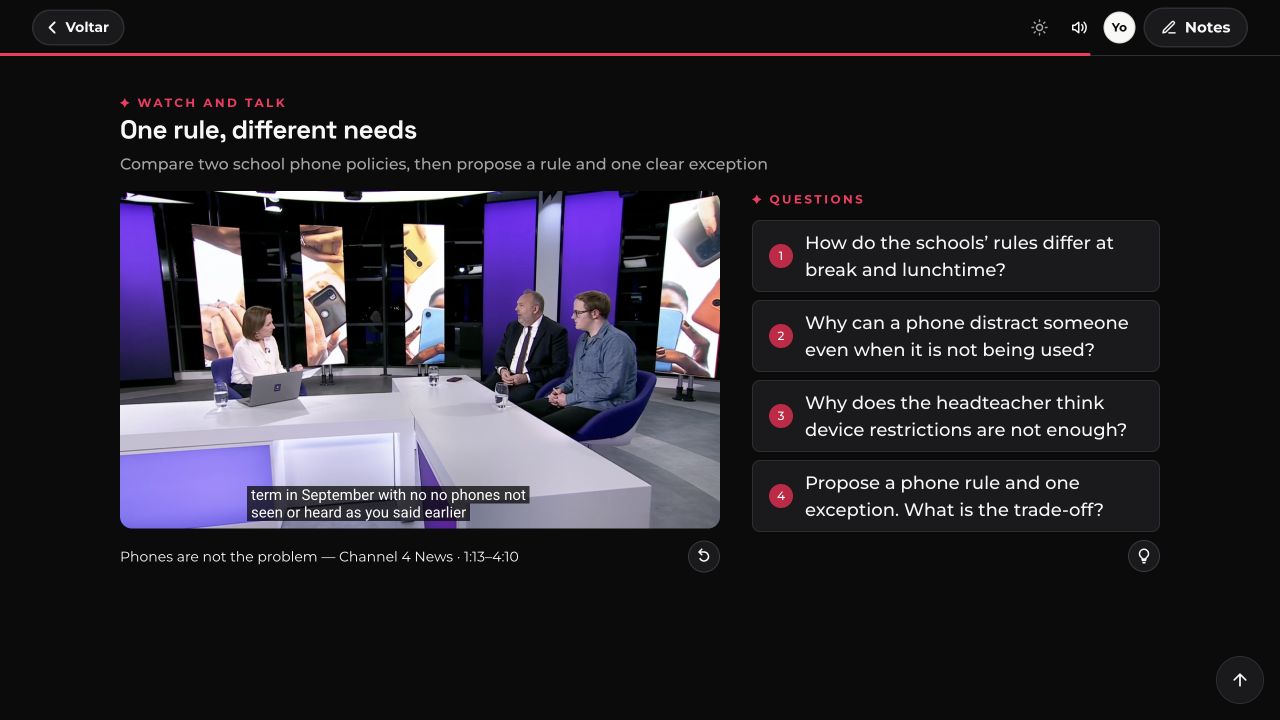 Voltar
Yo
Notes
WATCH AND TALK
One rule, different needs
Compare two school phone policies, then propose a rule and one clear exception
term in September with no no phones not
seen or heard as you said earlier
Phones are not the problem — Channel 4 News · 1:13–4:10
QUESTIONS
1
How do the schools’ rules differ at
break and lunchtime?
2
Why can a phone distract someone
even when it is not being used?
3
Why does the headteacher think
device restrictions are not enough?
4
Propose a phone rule and one
exception. What is the trade-off?